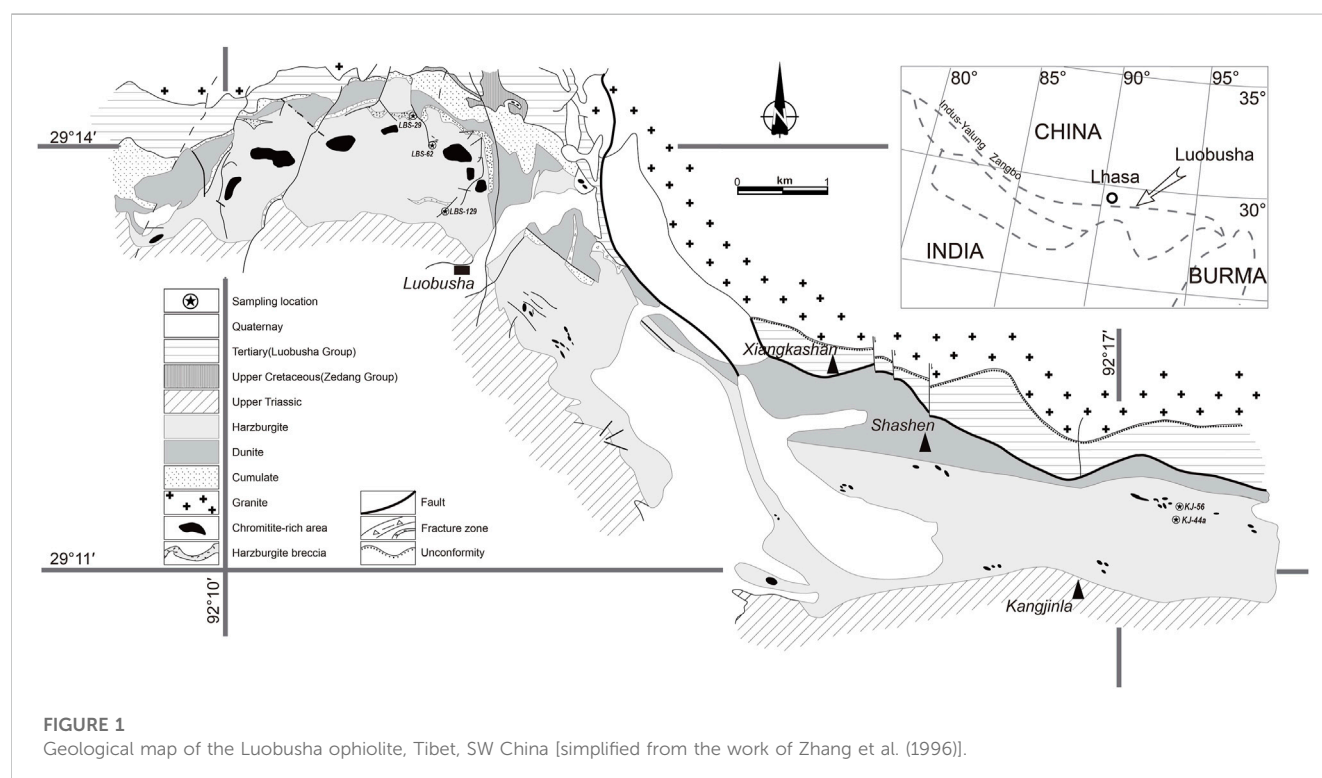 29°14′
29°11′
92°10′
92°17′
LBS-29
LBS-62
LBS-129
KJ-56
KJ-44a
0 km 1
Luobusha
Xiangkashan
Shashen
Kangjinla
80° 85° 90° 95°
35°
30°
Indus-Yalung Zangbo
CHINA
Luobusha
Lhasa
INDIA
BURMA
Sampling location
Quaternay
Tertiary(Luobusha Group)
Upper Cretaceous(Zedang Group)
Upper Triassic
Harzburgite
Dunite
Cumulate
Granite
Chromitite-rich area
Harzburgite breccia
Fault
Fracture zone
Unconformity
FIGURE 1
Geological map of the Luobusha ophiolite, Tibet, SW China [simplified from the work of Zhang et al. (1996)].